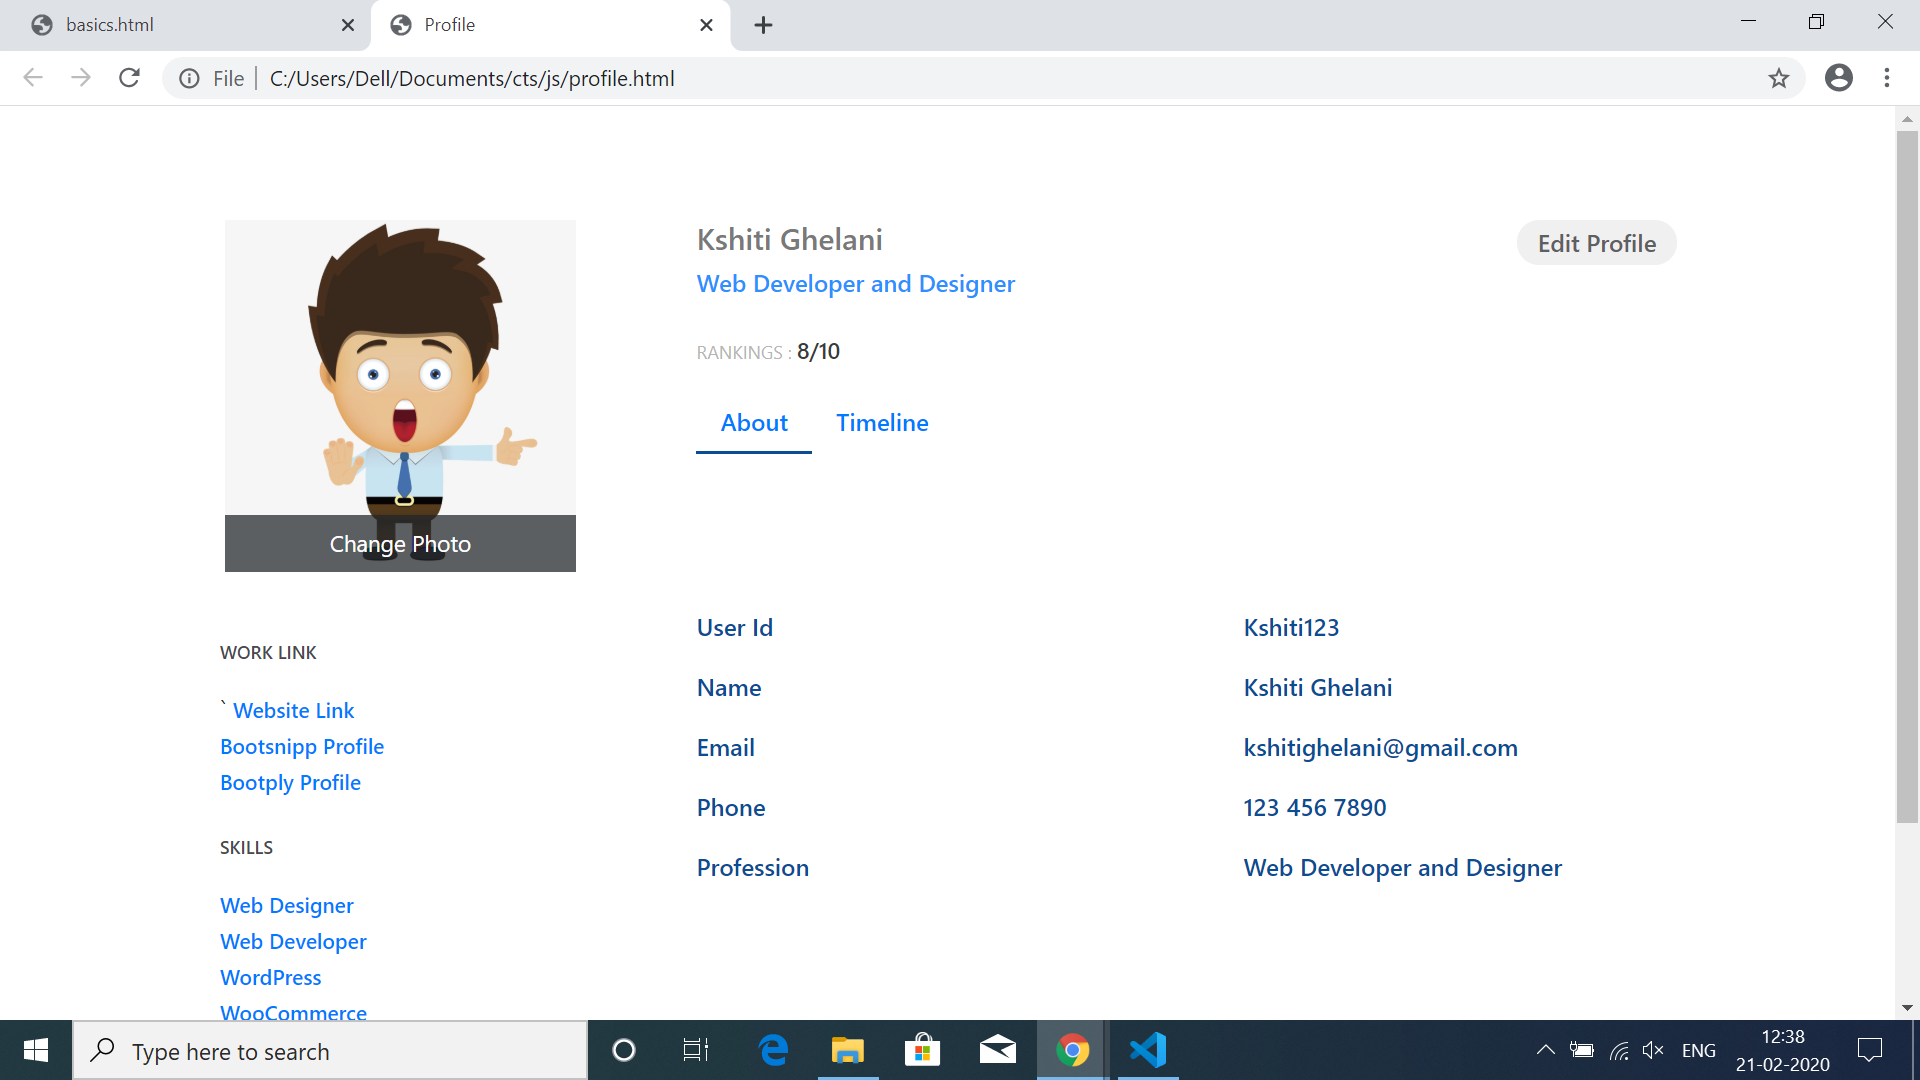 basics.html
Profile
File
C:/Users/Dell/Documents/cts/js/profile.html
Kshiti Ghelani
Edit Profile
Web Developer and Designer
RANKINGS : 8/10
About
Timeline
Change Photo
WORK LINK
` Website Link
Bootsnipp Profile
Bootply Profile
SKILLS
Web Designer
Web Developer
WordPress
WooCommerce
User Id
Kshiti123
Name
Kshiti Ghelani
Email
kshitighelani@gmail.com
Phone
123 456 7890
Profession
Web Developer and Designer
Type here to search
ENG
12:38
21-02-2020